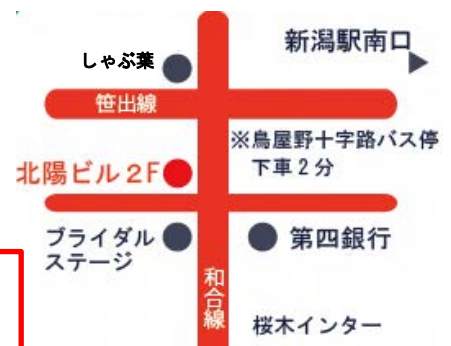 新潟駅南口
しゃぶ葉
笹出線
※鳥屋野十字路バス停
下車2分
北陽ビル2F
ブライダル
ステージ
第四銀行
和合線
桜木インター